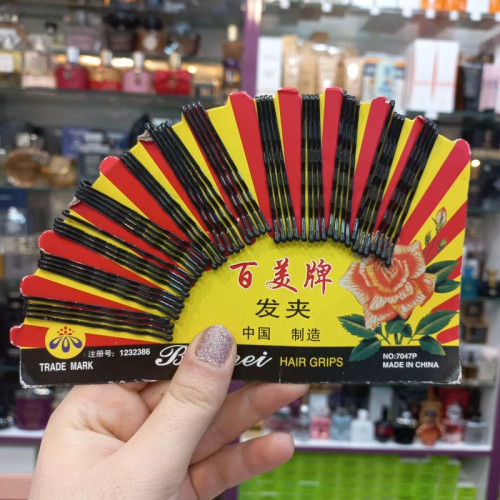 百美牌
发夹
中国 制造
注册号: 1232386
TRADE MARK
HAIR GRIPS
NO:7047P
MADE IN CHINA